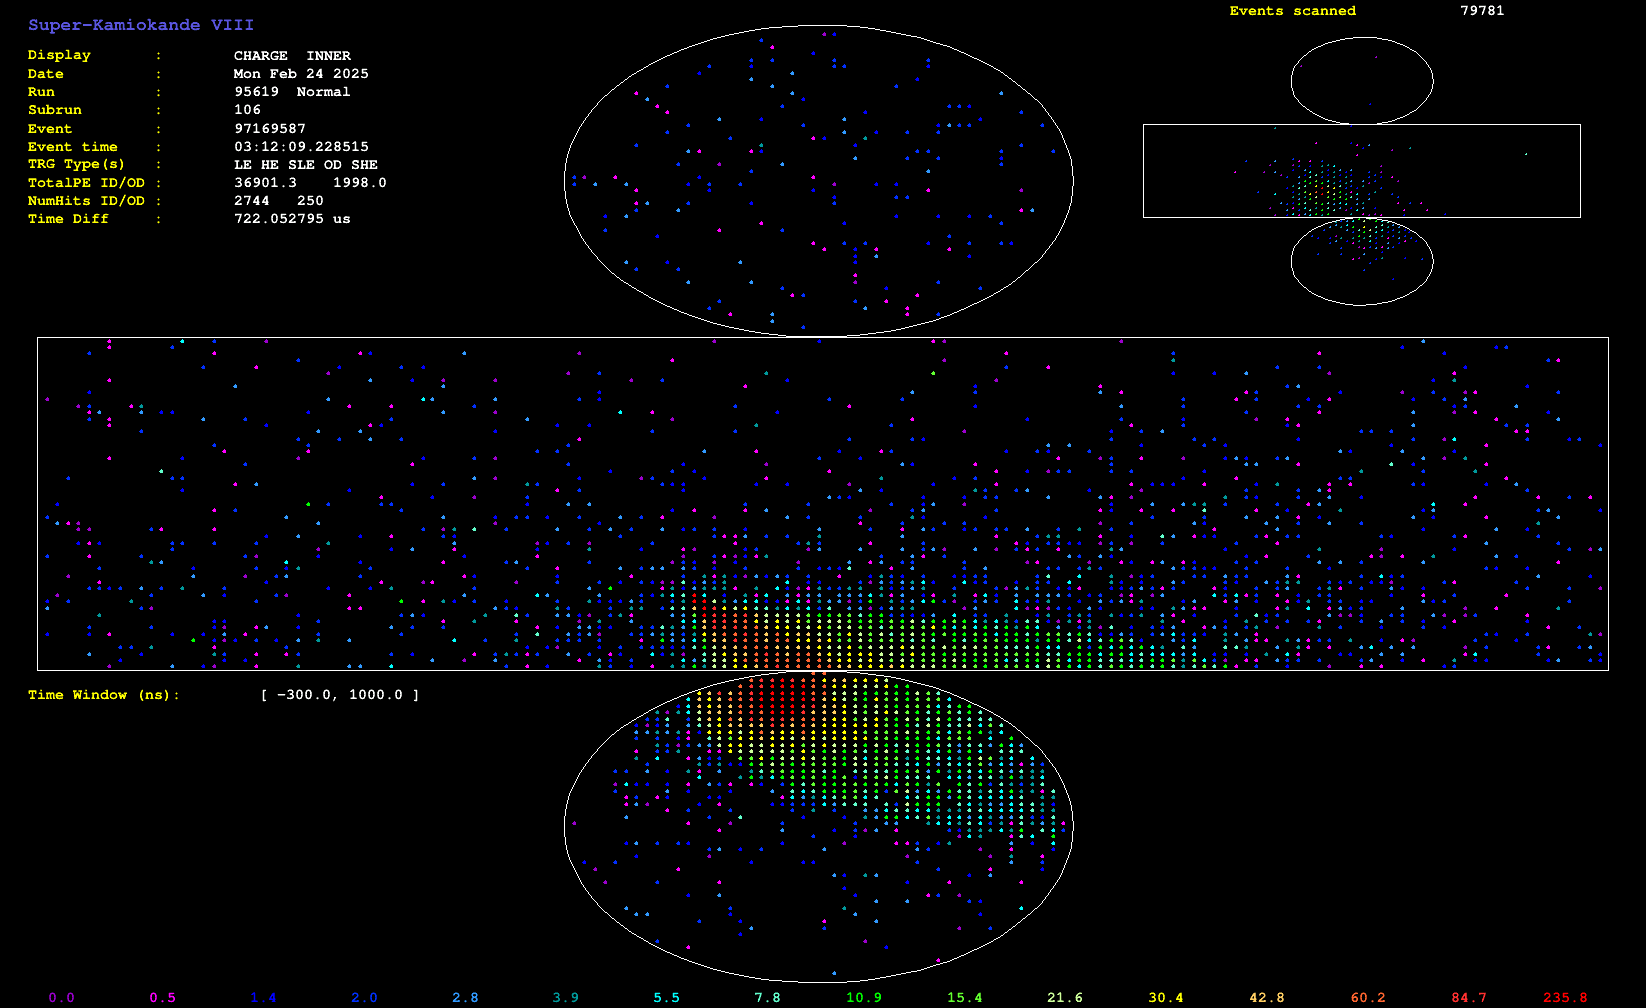 Super-Kamiokande VIII
Events scanned 79781
Display : CHARGE INNER
Date : Mon Feb 24 2025
Run : 95619 Normal
Subrun : 106
Event : 97169587
Event time : 03:12:09.228515
TRG Type(s) : LE HE SLE OD SHE
TotalPE ID/OD : 36901.3 1998.0
NumHits ID/OD : 2744 250
Time Diff : 722.052795 us
Time Window (ns): [ -300.0, 1000.0 ]
0.0 0.5 1.4 2.0 2.8 3.9 5.5 7.8 10.9 15.4 21.6 30.4 42.8 60.2 84.7 235.8